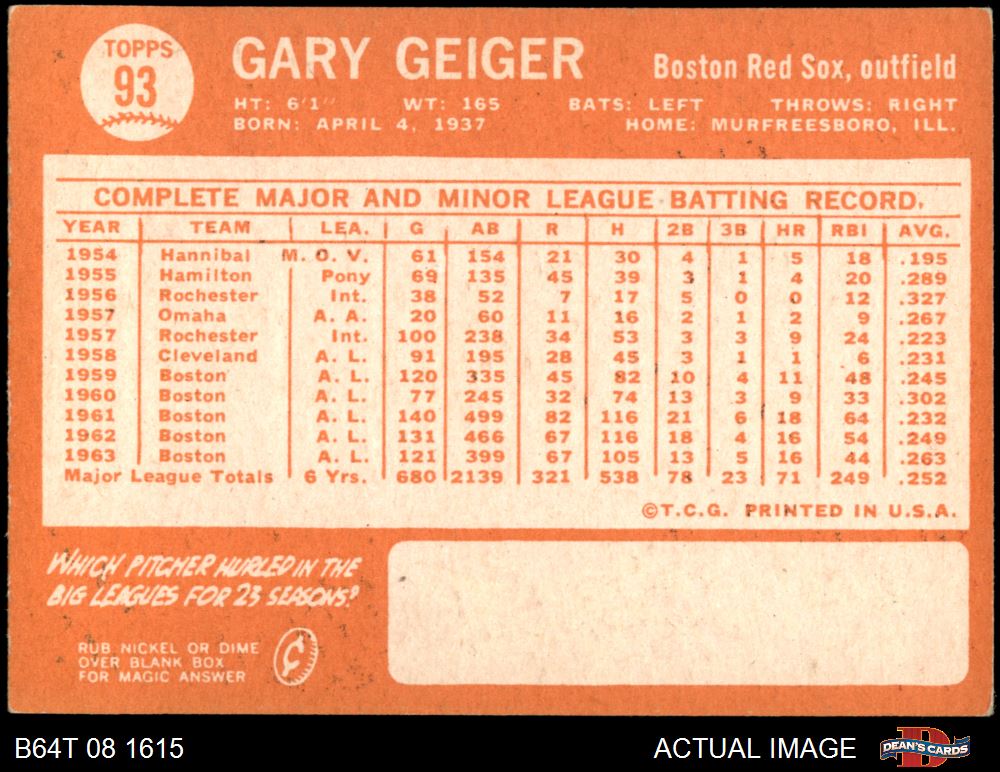 TOPPS
93
GARY GEIGER
Boston Red Sox, outfield
HT: 6'1" WT: 165 BATS: LEFT THROWS: RIGHT
BORN: APRIL 4, 1937 HOME: MURFREESBORO, ILL.
COMPLETE MAJOR AND MINOR LEAGUE BATTING RECORD.
YEAR TEAM LEA. G AB R H 2B 3B HR RBI AVG.
1954 Hannibal M. O. V. 61 154 21 30 4 1 5 18 .195
1955 Hamilton Pony 69 135 45 39 3 1 4 20 .289
1956 Rochester Int. 38 52 7 17 5 0 0 12 .327
1957 Omaha A. A. 20 60 11 16 2 1 2 9 .267
1957 Rochester Int. 100 238 34 53 3 3 9 24 .223
1958 Cleveland A. L. 91 195 28 45 3 1 1 6 .231
1959 Boston A. L. 120 335 45 82 10 4 11 48 .245
1960 Boston A. L. 77 245 32 74 13 3 9 33 .302
1961 Boston A. L. 140 499 82 116 21 6 18 64 .232
1962 Boston A. L. 131 466 67 116 18 4 16 54 .249
1963 Boston A. L. 121 399 67 105 13 5 16 44 .263
Major League Totals 6 Yrs. 680 2139 321 538 78 23 71 249 .252
©T.C.G. PRINTED IN U.S.A.
WHICH PITCHER HURLED IN THE
BIG LEAGUES FOR 23 SEASONS?
RUB NICKEL OR DIME
OVER BLANK BOX
FOR MAGIC ANSWER
¢
B64T 08 1615
ACTUAL IMAGE
D
DEAN'S CARDS